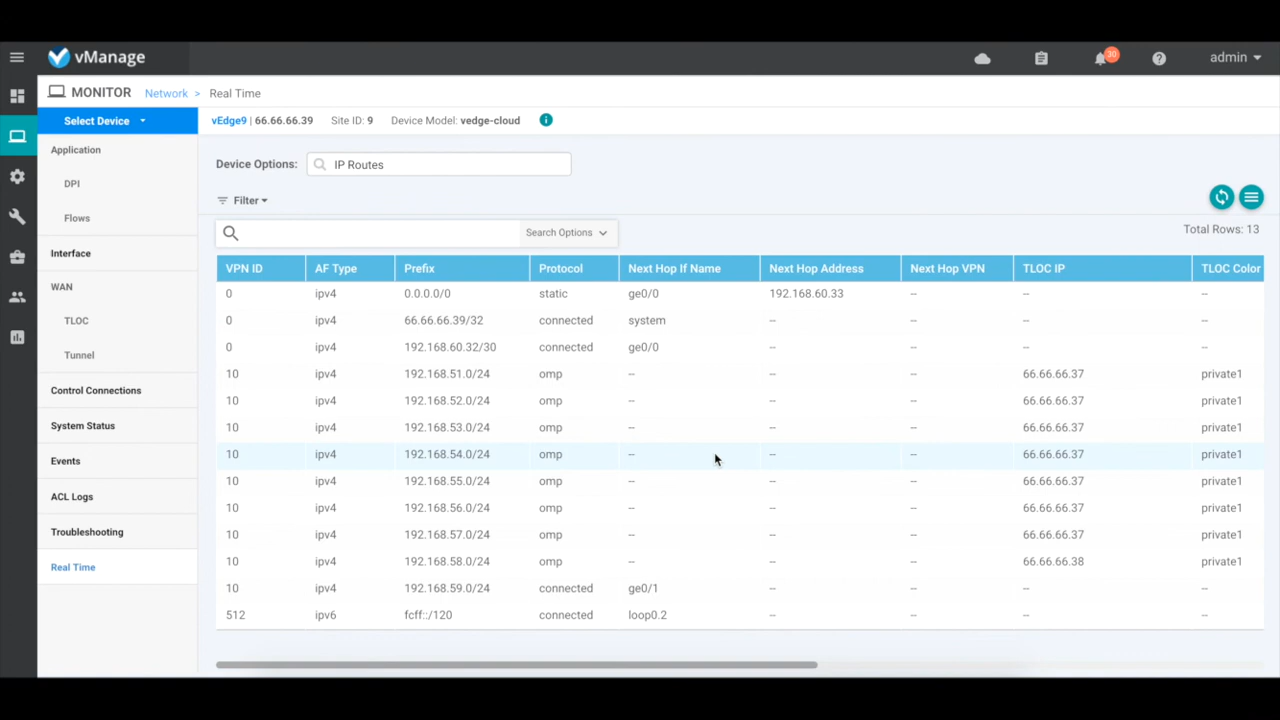 vManage
30
admin
MONITOR Network > Real Time
Select Device
vEdge9 | 66.66.66.39 Site ID: 9 Device Model: vedge-cloud
Application
DPI
Flows
Interface
WAN
TLOC
Tunnel
Control Connections
System Status
Events
ACL Logs
Troubleshooting
Real Time
Device Options: IP Routes
Filter
Search Options
Total Rows: 13
VPN ID AF Type Prefix Protocol Next Hop If Name Next Hop Address Next Hop VPN TLOC IP TLOC Color
0 ipv4 0.0.0.0/0 static ge0/0 192.168.60.33 -- -- --
0 ipv4 66.66.66.39/32 connected system -- -- -- --
0 ipv4 192.168.60.32/30 connected ge0/0 -- -- -- --
10 ipv4 192.168.51.0/24 omp -- -- -- 66.66.66.37 private1
10 ipv4 192.168.52.0/24 omp -- -- -- 66.66.66.37 private1
10 ipv4 192.168.53.0/24 omp -- -- -- 66.66.66.37 private1
10 ipv4 192.168.54.0/24 omp -- -- -- 66.66.66.37 private1
10 ipv4 192.168.55.0/24 omp -- -- -- 66.66.66.37 private1
10 ipv4 192.168.56.0/24 omp -- -- -- 66.66.66.37 private1
10 ipv4 192.168.57.0/24 omp -- -- -- 66.66.66.37 private1
10 ipv4 192.168.58.0/24 omp -- -- -- 66.66.66.38 private1
10 ipv4 192.168.59.0/24 connected ge0/1 -- -- -- --
512 ipv6 fcff::/120 connected loop0.2 -- -- -- --